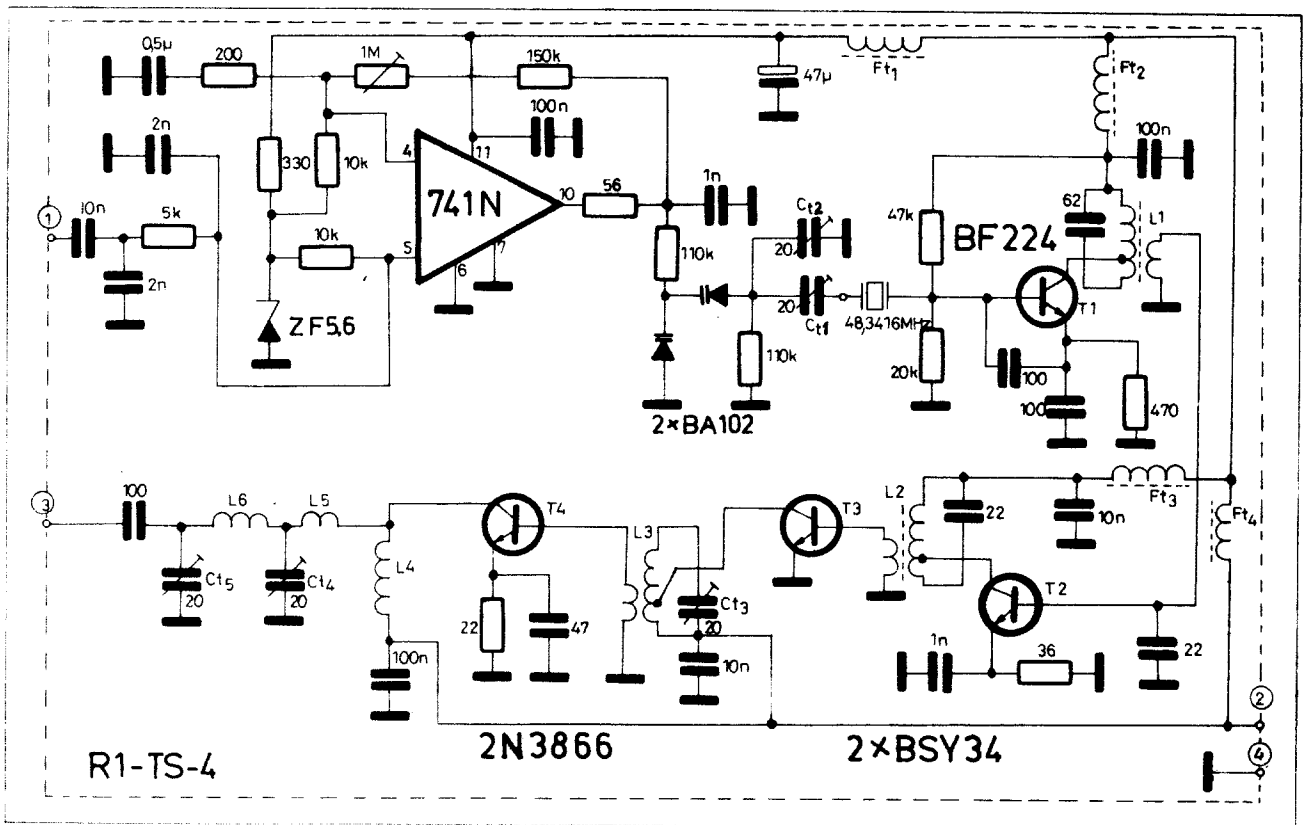 0,5µ
200
1M
150k
47µ
Ft1
Ft2
2n
330
10k
4
11
100n
100n
741N
10
56
1n
1
10n
5k
2n
10k
5
6
7
ZF5,6
110k
Ct2
20
Ct1
20
110k
2×BA102
48,3416MHz
47k
20k
BF224
62
L1
T1
100
100
470
3
100
L6
L5
Ct5
20
Ct4
20
L4
100n
T4
22
47
L3
Ct3
20
10n
T3
L2
22
10n
Ft3
Ft4
T2
1n
36
22
2
4
R1-TS-4
2N3866
2×BSY34